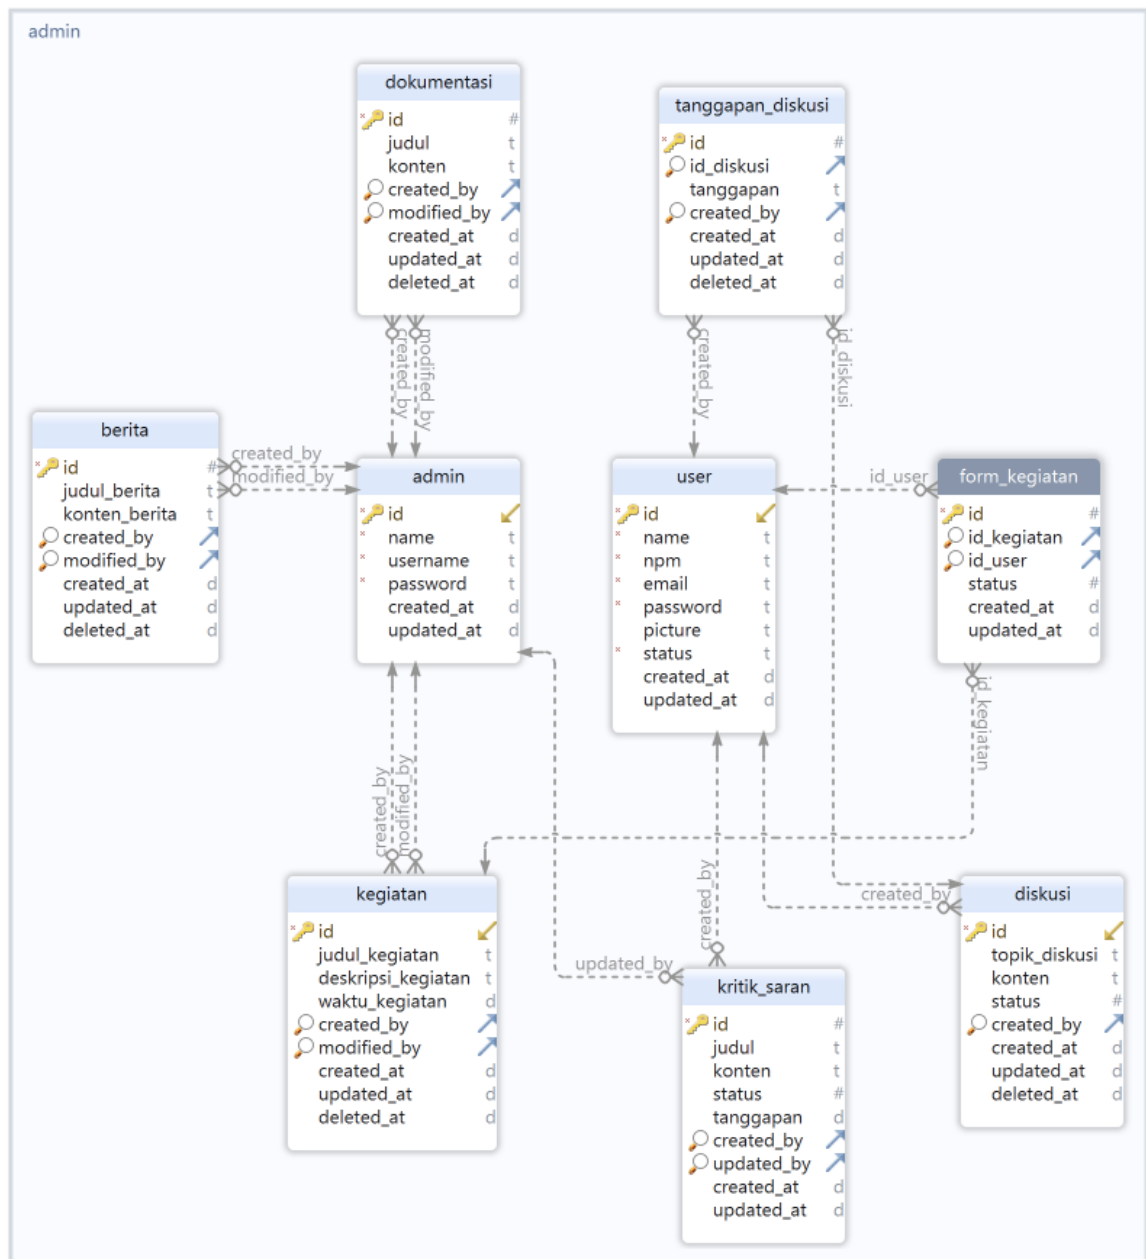 admin
dokumentasi
id #
judul t
konten t
created_by
modified_by
created_at d
updated_at d
deleted_at d
tanggapan_diskusi
id #
id_diskusi
tanggapan t
created_by
created_at d
updated_at d
deleted_at d
created_by
modified_by
created_by
id_diskusi
berita
id #
judul_berita t
konten_berita t
created_by
modified_by
created_at d
updated_at d
deleted_at d
created_by
modified_by
admin
id
name t
username t
password t
created_at d
updated_at d
user
id
name t
npm t
email t
password t
picture t
status t
created_at d
updated_at d
id_user
form_kegiatan
id #
id_kegiatan
id_user
status #
created_at d
updated_at d
id_kegiatan
created_by
modified_by
kegiatan
id
judul_kegiatan t
deskripsi_kegiatan t
waktu_kegiatan d
created_by
modified_by
created_at d
updated_at d
deleted_at d
updated_by
created_by
kritik_saran
id #
judul t
konten t
status #
tanggapan d
created_by
updated_by
created_at d
updated_at d
created_by
diskusi
id
topik_diskusi t
konten t
status #
created_by
created_at d
updated_at d
deleted_at d